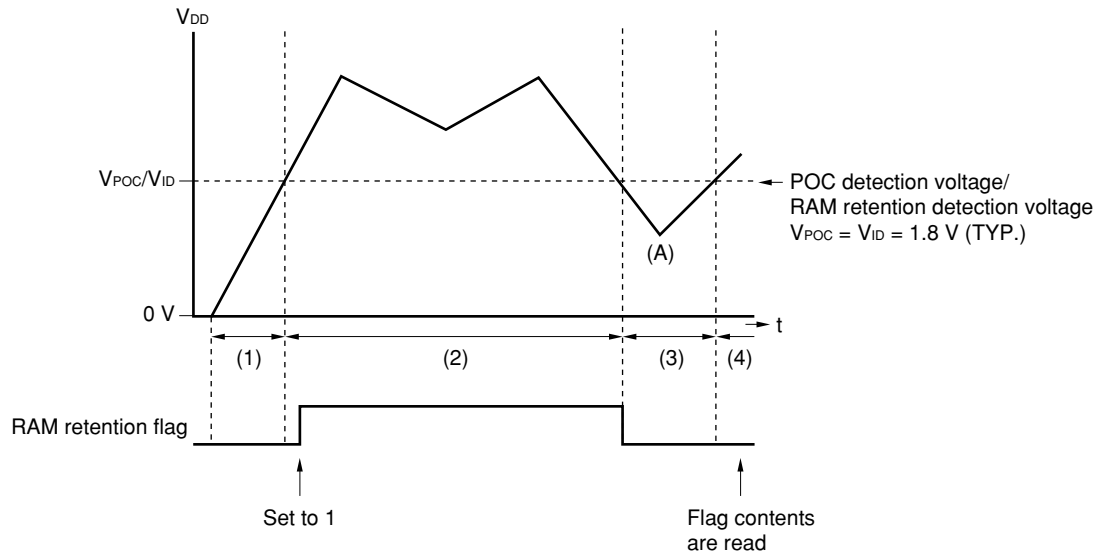 VDD
VPOC/VID
POC detection voltage/
RAM retention detection voltage
VPOC = VID = 1.8 V (TYP.)
(A)
0 V
t
(1) (2) (3) (4)
RAM retention flag
Set to 1
Flag contents
are read